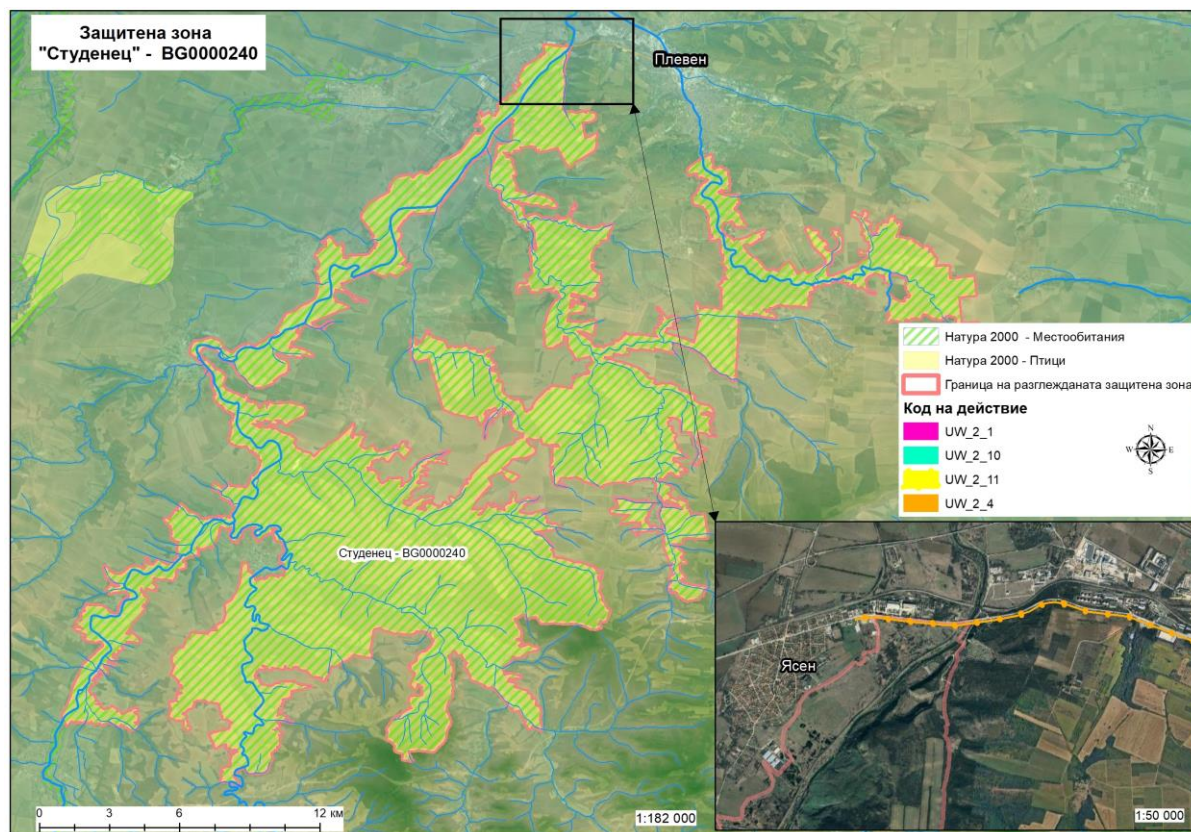 Защитена зона
"Студенец" - BG0000240
Плевен
Натура 2000 - Местообитания
Натура 2000 - Птици
Граница на разглежданата защитена зона
Код на действие
UW_2_1
UW_2_10
UW_2_11
UW_2_4
N
W
E
S
Студенец - BG0000240
Ясен
0 3 6 12 км
1:182 000
1:50 000